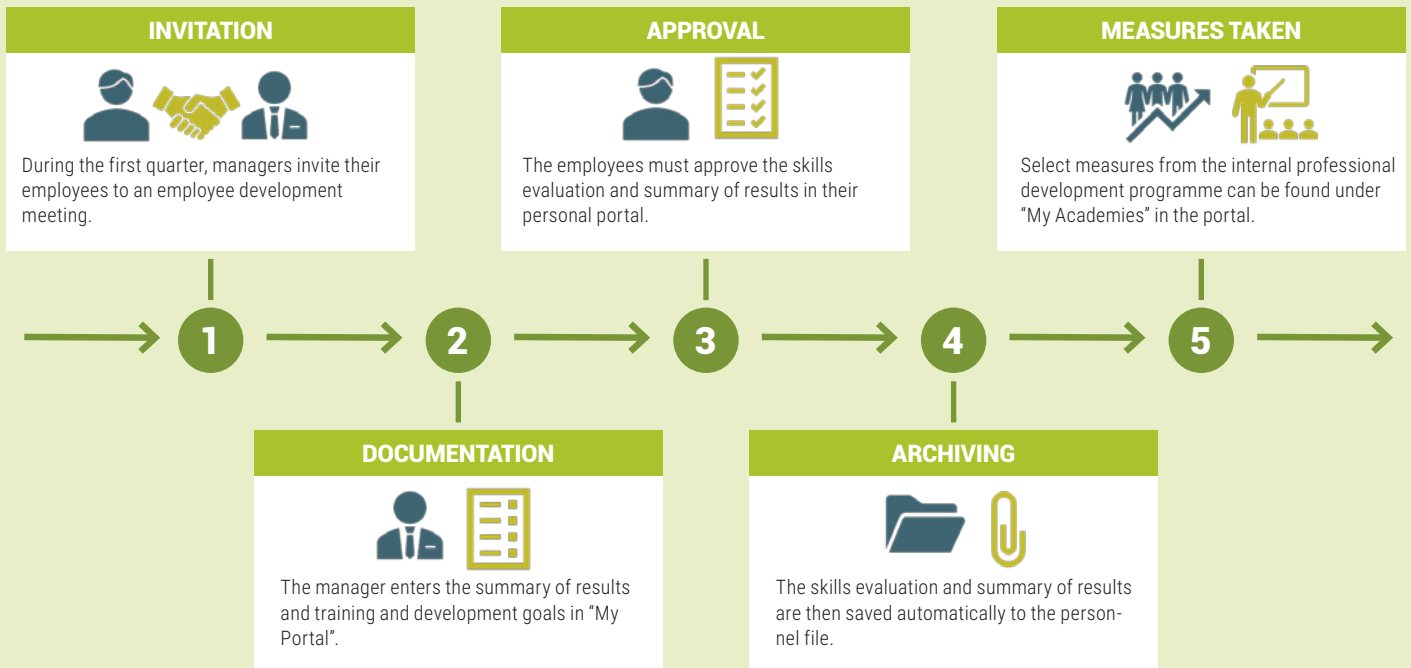 INVITATION
During the first quarter, managers invite their
employees to an employee development
meeting.
APPROVAL
The employees must approve the skills
evaluation and summary of results in their
personal portal.
MEASURES TAKEN
Select measures from the internal professional
development programme can be found under
"My Academies" in the portal.
1
2
3
4
5
DOCUMENTATION
The manager enters the summary of results
and training and development goals in "My
Portal".
ARCHIVING
The skills evaluation and summary of results
are then saved automatically to the person-
nel file.